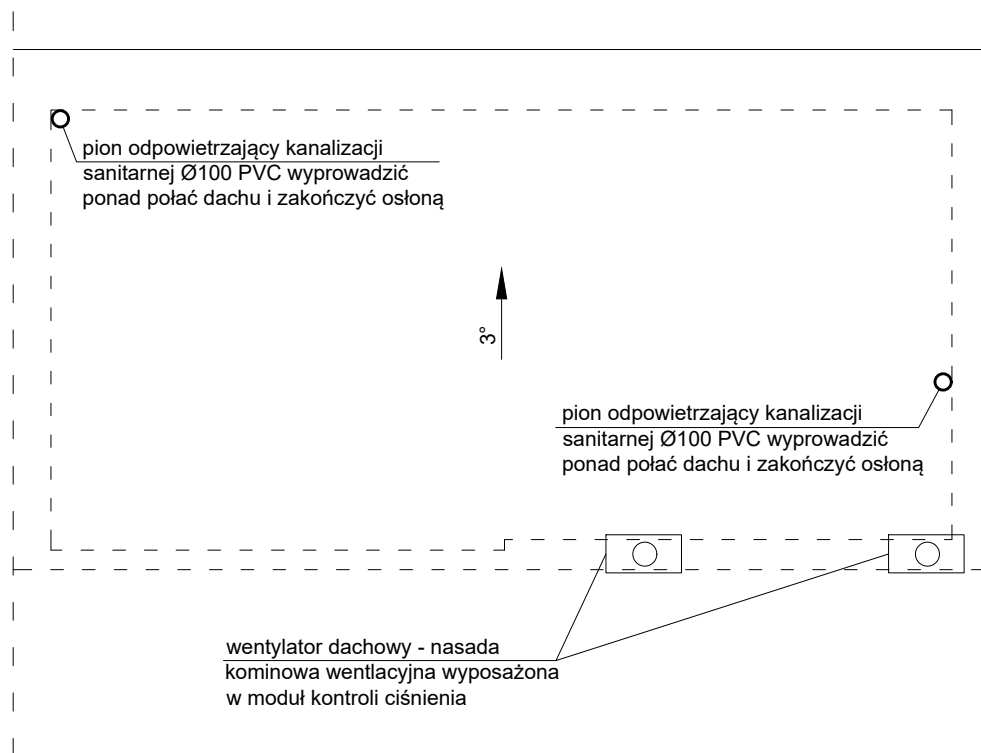 pion odpowietrzający kanalizacji
sanitarnej Ø100 PVC wyprowadzić
ponad połać dachu i zakończyć osłoną
3°
pion odpowietrzający kanalizacji
sanitarnej Ø100 PVC wyprowadzić
ponad połać dachu i zakończyć osłoną
wentylator dachowy - nasada
kominowa wentlacyjna wyposażona
w moduł kontroli ciśnienia